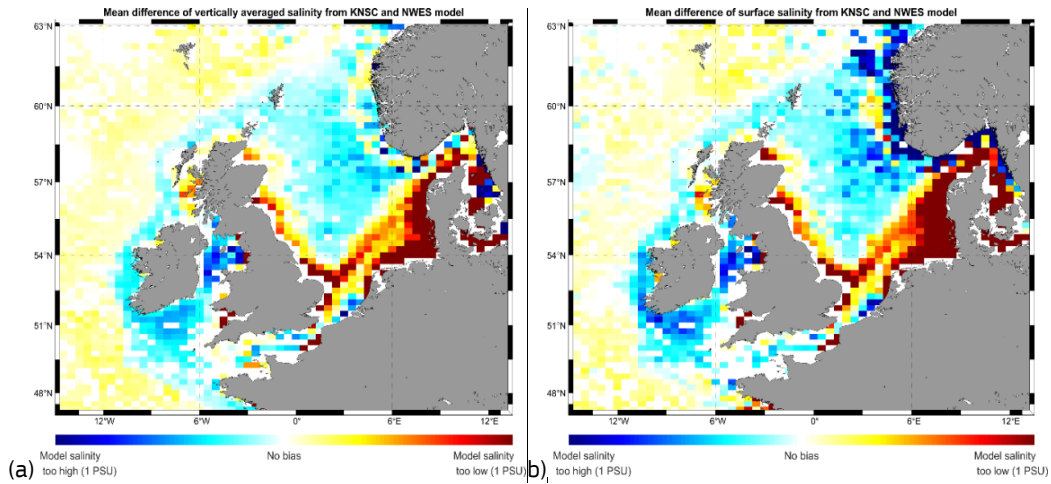 Mean difference of vertically averaged salinity from KNSC and NWES model
63°N
60°N
57°N
54°N
51°N
48°N
12°W
6°W
0°
6°E
12°E
Model salinity
too high (1 PSU)
No bias
Model salinity
too low (1 PSU)
(a)
Mean difference of surface salinity from KNSC and NWES model
63°N
60°N
57°N
54°N
51°N
48°N
12°W
6°W
0°
6°E
12°E
Model salinity
too high (1 PSU)
No bias
Model salinity
too low (1 PSU)
b)